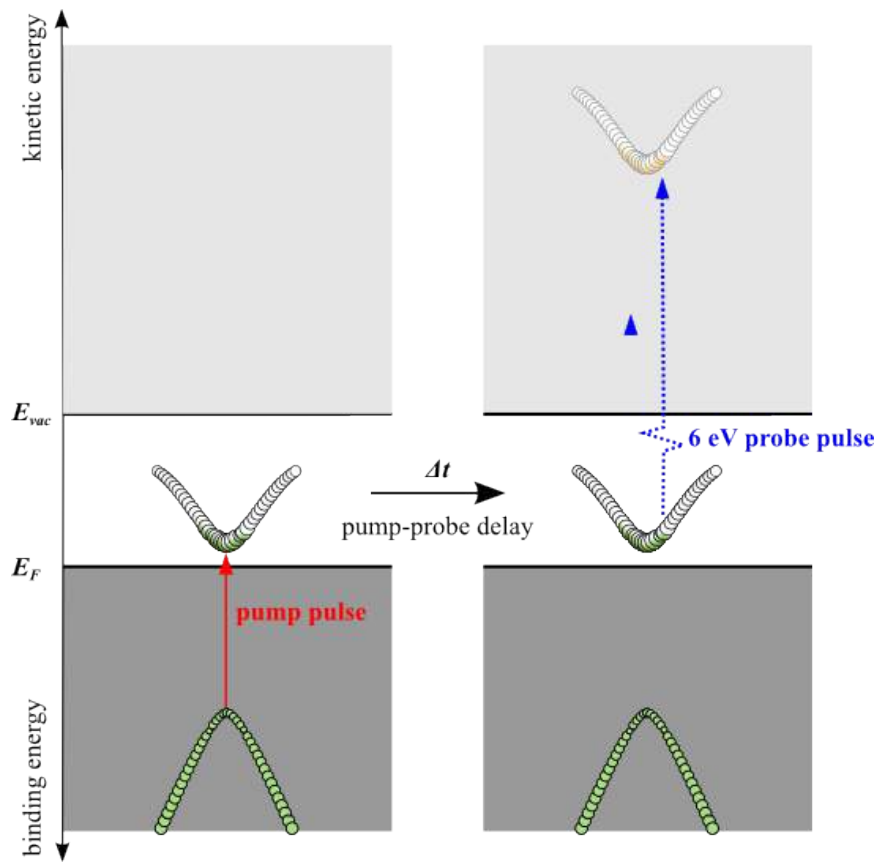 kinetic energy
E_vac
6 eV probe pulse
Δt
pump-probe delay
E_F
pump pulse
binding energy